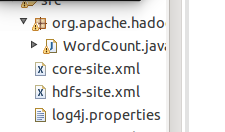 src
org.apache.hado
WordCount.java
core-site.xml
hdfs-site.xml
log4j.properties